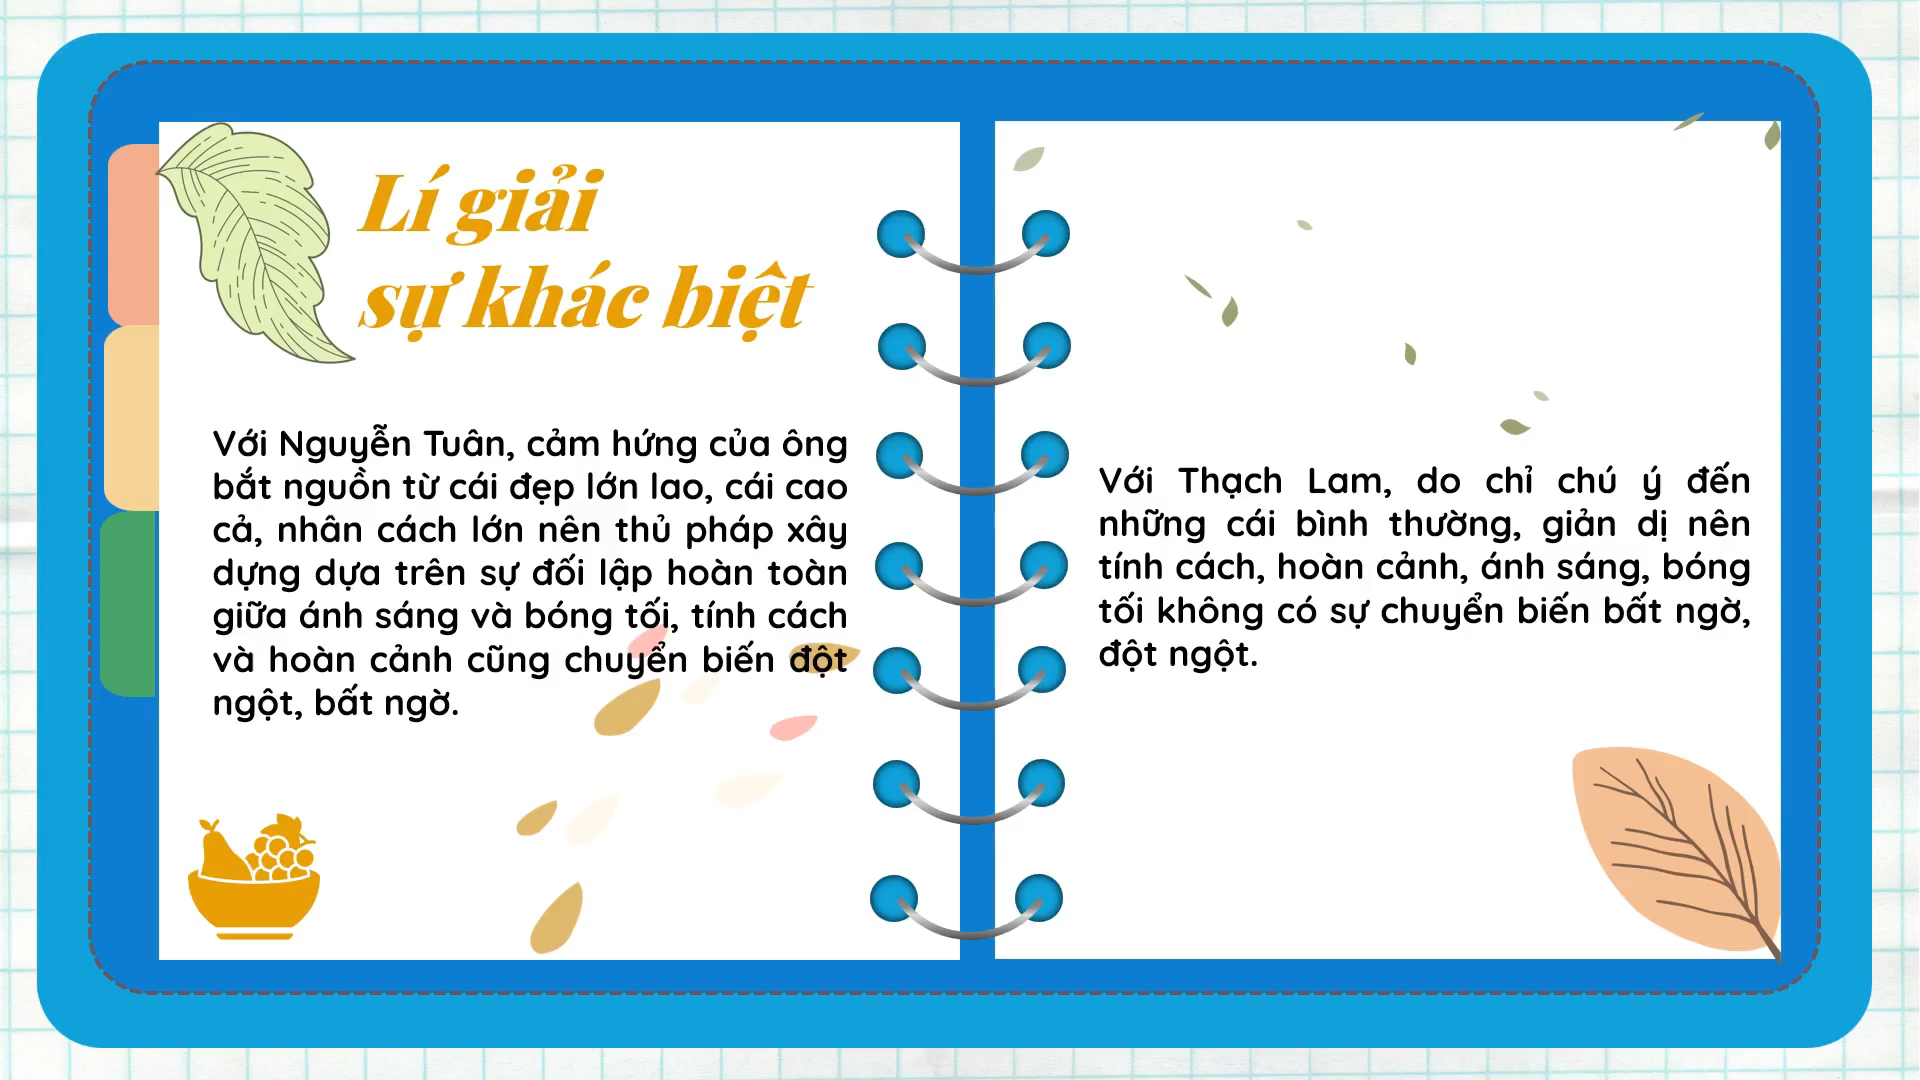 Lí giải
sự khác biệt
Với Nguyễn Tuân, cảm hứng của ông
bắt nguồn từ cái đẹp lớn lao, cái cao
cả, nhân cách lớn nên thủ pháp xây
dựng dựa trên sự đối lập hoàn toàn
giữa ánh sáng và bóng tối, tính cách
và hoàn cảnh cũng chuyển biến đột
ngột, bất ngờ.
Với Thạch Lam, do chỉ chú ý đến
những cái bình thường, giản dị nên
tính cách, hoàn cảnh, ánh sáng, bóng
tối không có sự chuyển biến bất ngờ,
đột ngột.